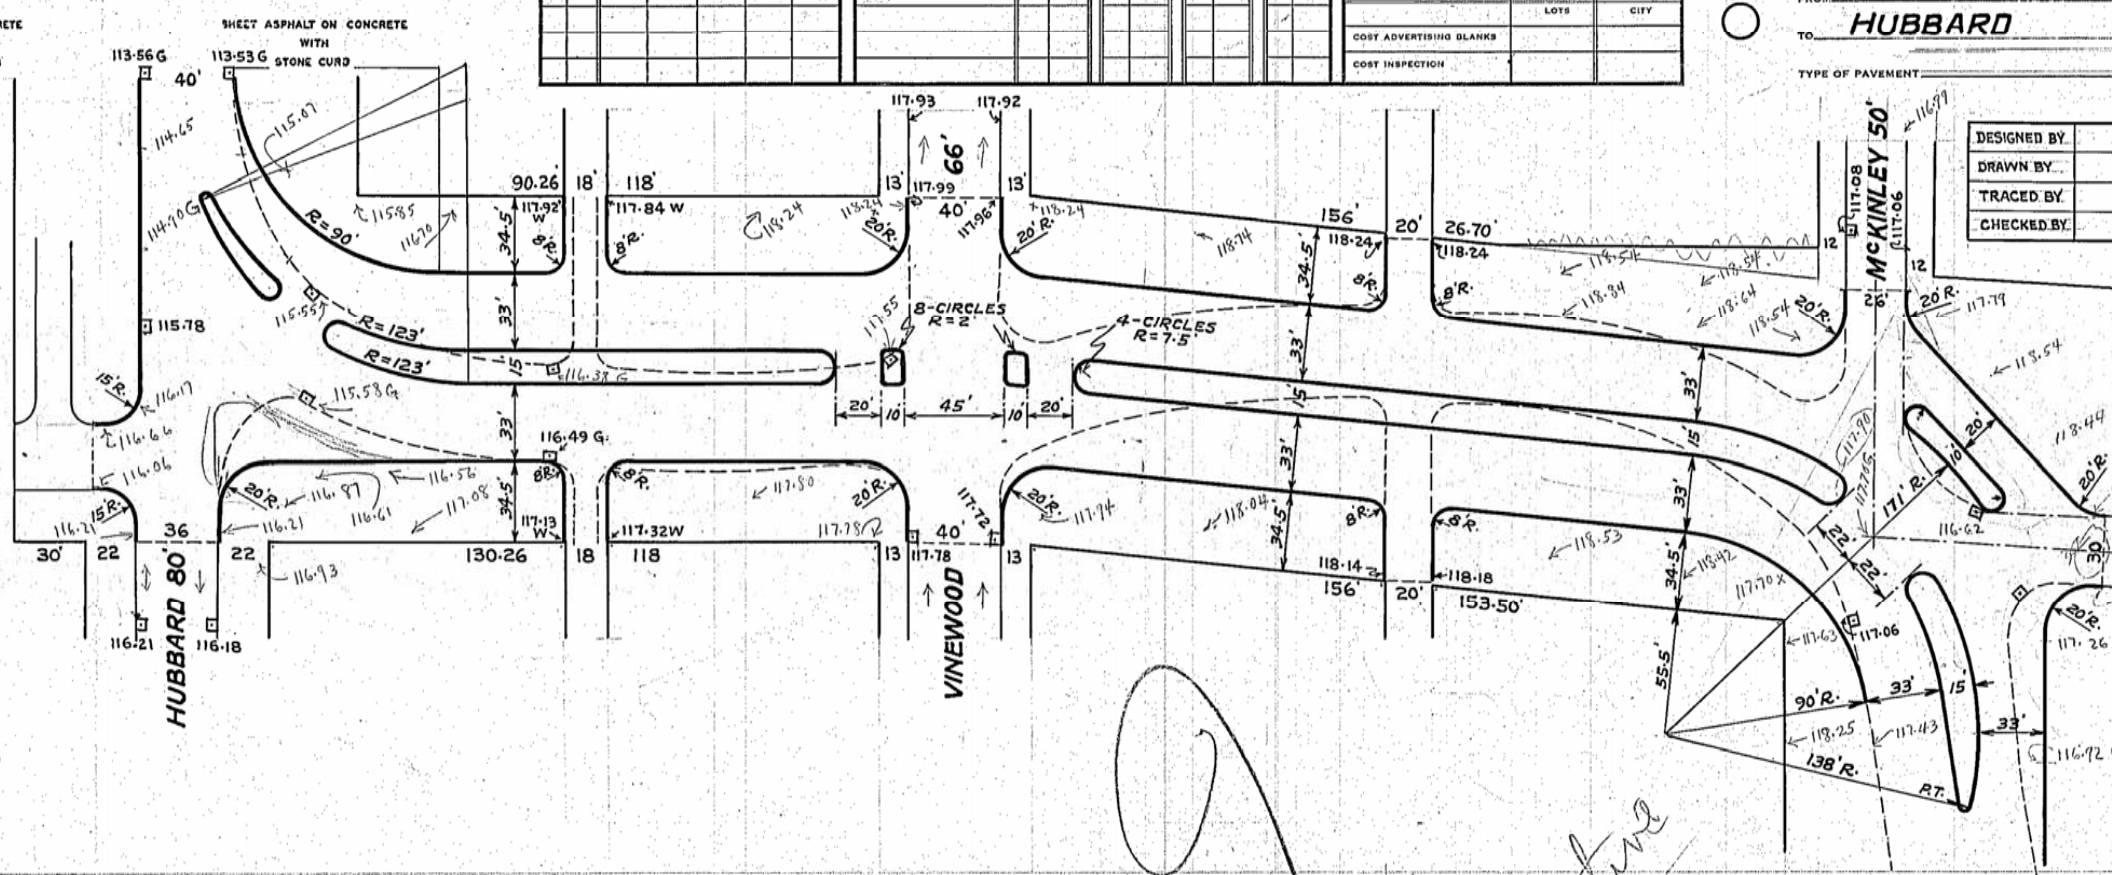 SHEET ASPHALT ON CONCRETE
WITH
STONE CURB
LOTS
CITY
COST ADVERTISING BLANKS
COST INSPECTION
TO HUBBARD
TYPE OF PAVEMENT
DESIGNED BY
DRAWN BY
TRACED BY
CHECKED BY
113.56 G
113.53 G
40'
114.65
115.07
114.90 G
R=90'
115.85
116.70
90.26
18'
118'
117.92'
W
117.84 W
34.5'
8'R.
8'R.
118.24
117.93
117.92
66'
13'
117.99
13'
118.24
40'
117.96
118.24
20'R.
20'R.
118.74
156'
20'
26.70'
118.24
118.24
34.5'
8'R.
8'R.
118.54
118.54
118.84
118.64
118.54
McKINLEY 50'
116.79
117.08
117.06
12
12
26'
20'R.
20'R.
117.79
118.54
118.44
115.78
115.55
R=123'
R=123'
33'
15'
116.38 G
117.55
8-CIRCLES
R=2'
4-CIRCLES
R=7.5'
33'
15'
33'
15'
20'
10'
45'
10'
20'
15'R.
116.17
116.66
116.06
115.58 G
33'
116.49 G.
116.56
116.87
116.61
117.08
20'R.
15'R.
116.21
116.21
34.5'
8'R.
8'R.
117.80
20'R.
117.72
20'R.
117.94
118.04
33'
34.5'
8'R.
8'R.
118.53
33'
34.5'
118.42
117.90
117.70G
171' R.
10'
20'
20'R.
116.62
30
30'
22
36
22
116.93
130.26
117.13
W
18
117.32W
118
117.78
13
117.78
40'
13
118.14
156'
20'
118.18
153.50'
22'
22'
117.70 x
117.63
117.06
20'R.
117.26
HUBBARD 80'
116.21
116.18
VINEWOOD
55.5'
90'R.
33'
15'
33'
118.25
117.43
138'R.
P.T.
116.92